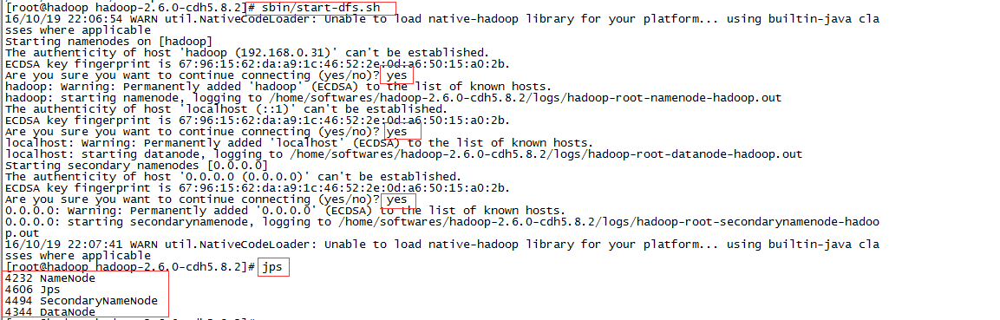 [root@hadoop hadoop-2.6.0-cdh5.8.2]# sbin/start-dfs.sh
16/10/19 22:06:54 WARN util.NativeCodeLoader: Unable to load native-hadoop library for your platform... using builtin-java cla
sses where applicable
Starting namenodes on [hadoop]
The authenticity of host 'hadoop (192.168.0.31)' can't be established.
ECDSA key fingerprint is 67:96:15:62:da:a9:1c:46:52:2e:0d:a6:50:15:a0:2b.
Are you sure you want to continue connecting (yes/no)? yes
hadoop: Warning: Permanently added 'hadoop' (ECDSA) to the list of known hosts.
hadoop: starting namenode, logging to /home/softwares/hadoop-2.6.0-cdh5.8.2/logs/hadoop-root-namenode-hadoop.out
The authenticity of host 'localhost (::1)' can't be established.
ECDSA key fingerprint is 67:96:15:62:da:a9:1c:46:52:2e:0d:a6:50:15:a0:2b.
Are you sure you want to continue connecting (yes/no)? yes
localhost: Warning: Permanently added 'localhost' (ECDSA) to the list of known hosts.
localhost: starting datanode, logging to /home/softwares/hadoop-2.6.0-cdh5.8.2/logs/hadoop-root-datanode-hadoop.out
Starting secondary namenodes [0.0.0.0]
The authenticity of host '0.0.0.0 (0.0.0.0)' can't be established.
ECDSA key fingerprint is 67:96:15:62:da:a9:1c:46:52:2e:0d:a6:50:15:a0:2b.
Are you sure you want to continue connecting (yes/no)? yes
0.0.0.0: Warning: Permanently added '0.0.0.0' (ECDSA) to the list of known hosts.
0.0.0.0: starting secondarynamenode, logging to /home/softwares/hadoop-2.6.0-cdh5.8.2/logs/hadoop-root-secondarynamenode-hadoo
p.out
16/10/19 22:07:41 WARN util.NativeCodeLoader: Unable to load native-hadoop library for your platform... using builtin-java cla
sses where applicable
[root@hadoop hadoop-2.6.0-cdh5.8.2]# jps
4232 NameNode
4606 Jps
4494 SecondaryNameNode
4344 DataNode